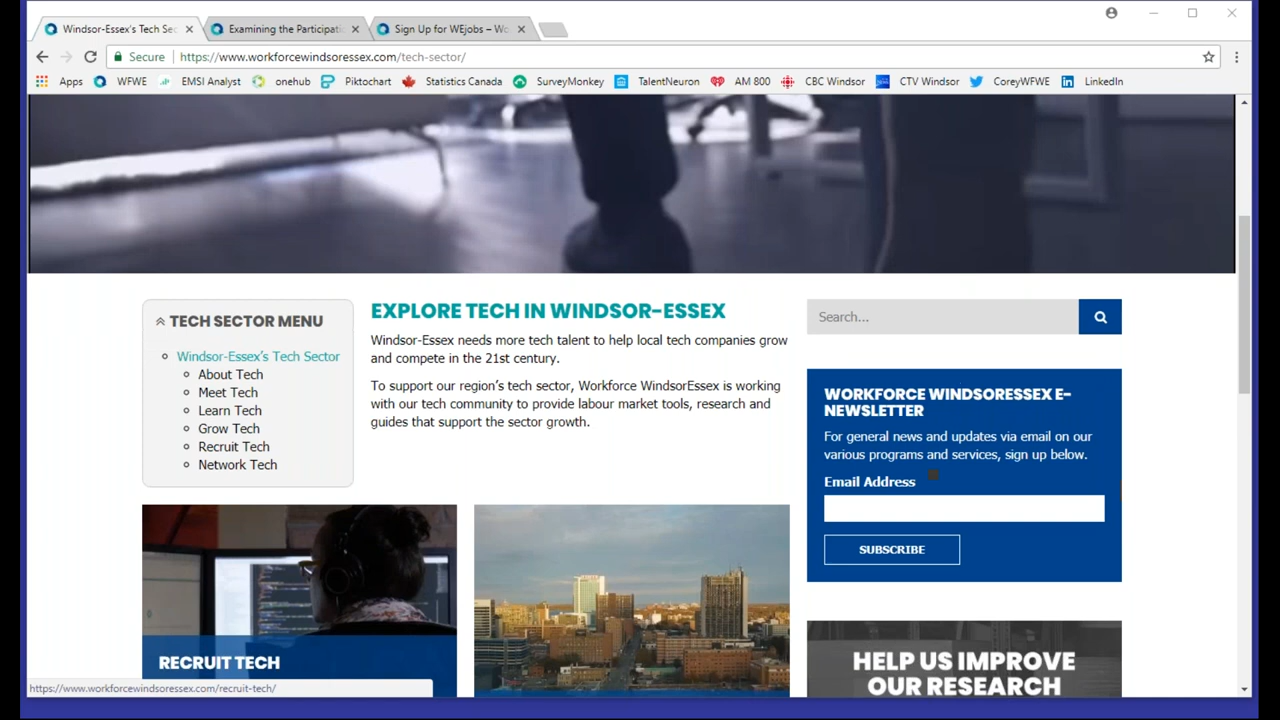 Windsor-Essex's Tech Sec
Examining the Participati
Sign Up for WEjobs – Wo
Secure
https://www.workforcewindsoressex.com/tech-sector/
Apps WFWE EMSI Analyst onehub Piktochart Statistics Canada SurveyMonkey TalentNeuron AM 800 CBC Windsor CTV Windsor CoreyWFWE LinkedIn
TECH SECTOR MENU
Windsor-Essex's Tech Sector
About Tech
Meet Tech
Learn Tech
Grow Tech
Recruit Tech
Network Tech
EXPLORE TECH IN WINDSOR-ESSEX
Windsor-Essex needs more tech talent to help local tech companies grow
and compete in the 21st century.
To support our region's tech sector, Workforce WindsorEssex is working
with our tech community to provide labour market tools, research and
guides that support the sector growth.
Search...
WORKFORCE WINDSORESSEX E-
NEWSLETTER
For general news and updates via email on our
various programs and services, sign up below.
Email Address
SUBSCRIBE
RECRUIT TECH
HELP US IMPROVE
OUR RESEARCH
https://www.workforcewindsoressex.com/recruit-tech/